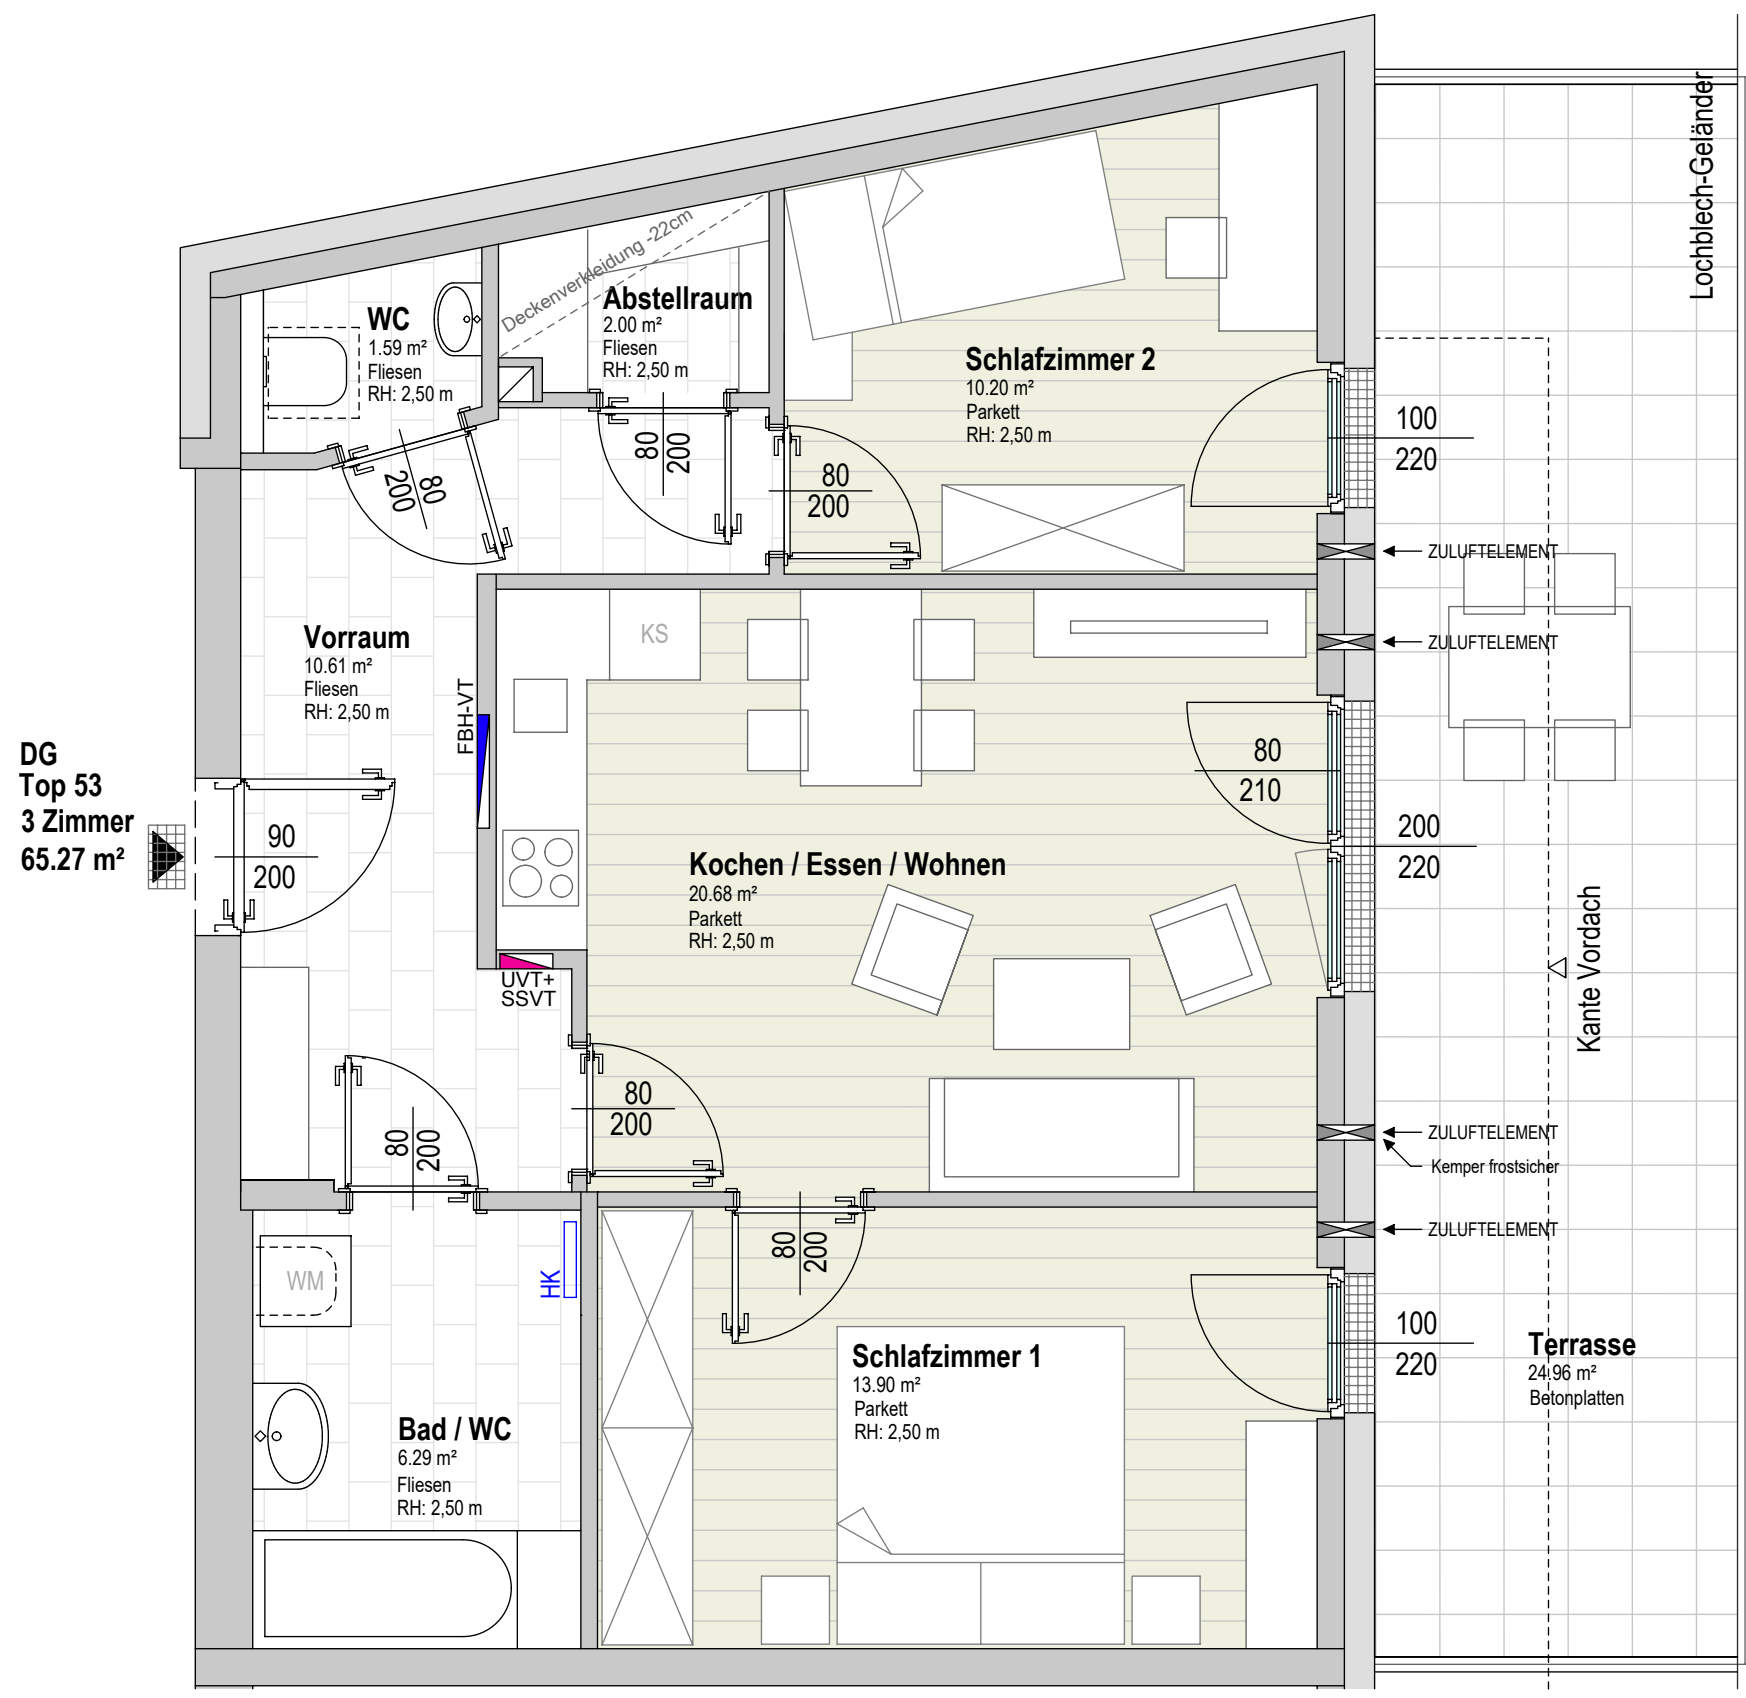 Lochblech-Geländer
Deckenverkleidung -22cm
WC
1.59 m²
Fliesen
RH: 2,50 m
Abstellraum
2.00 m²
Fliesen
RH: 2,50 m
Schlafzimmer 2
10.20 m²
Parkett
RH: 2,50 m
100
220
80
200
80
200
80
200
ZULUFTELEMENT
ZULUFTELEMENT
Vorraum
10.61 m²
Fliesen
RH: 2,50 m
KS
FBH-VT
DG
Top 53
3 Zimmer
65.27 m²
90
200
80
210
200
220
Kochen / Essen / Wohnen
20.68 m²
Parkett
RH: 2,50 m
Kante Vordach
UVT+
SSVT
80
200
80
200
ZULUFTELEMENT
Kemper frostsicher
ZULUFTELEMENT
80
200
WM
HK
100
220
Terrasse
24.96 m²
Betonplatten
Schlafzimmer 1
13.90 m²
Parkett
RH: 2,50 m
Bad / WC
6.29 m²
Fliesen
RH: 2,50 m